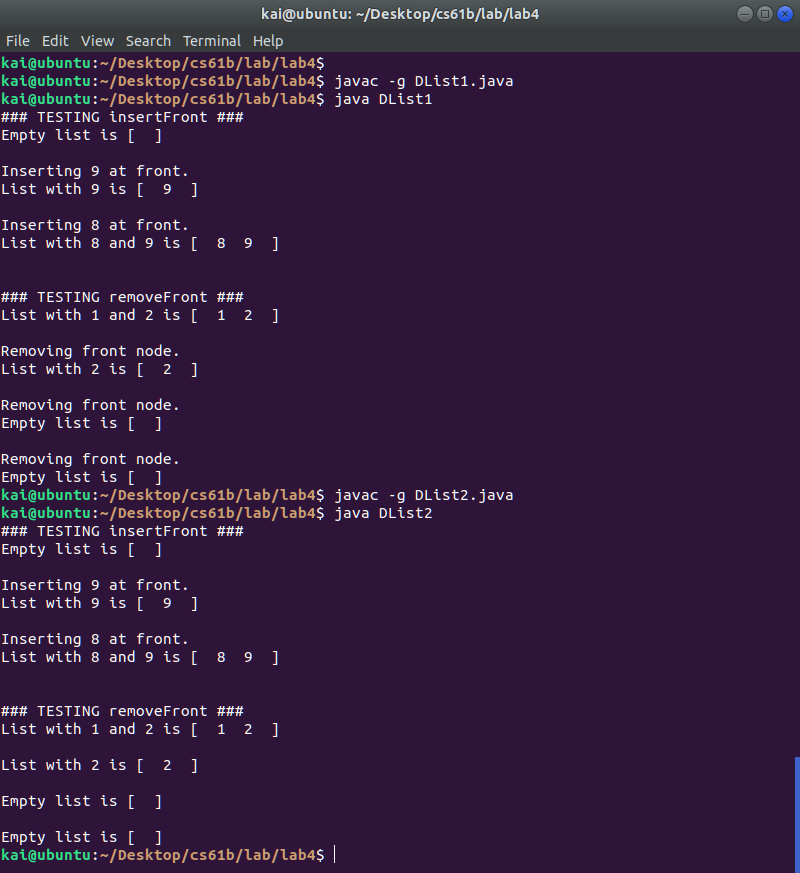 kai@ubuntu: ~/Desktop/cs61b/lab/lab4
File Edit View Search Terminal Help
kai@ubuntu:~/Desktop/cs61b/lab/lab4$
kai@ubuntu:~/Desktop/cs61b/lab/lab4$ javac -g DList1.java
kai@ubuntu:~/Desktop/cs61b/lab/lab4$ java DList1
### TESTING insertFront ###
Empty list is [  ]
Inserting 9 at front.
List with 9 is [  9  ]
Inserting 8 at front.
List with 8 and 9 is [  8  9  ]
### TESTING removeFront ###
List with 1 and 2 is [  1  2  ]
Removing front node.
List with 2 is [  2  ]
Removing front node.
Empty list is [  ]
Removing front node.
Empty list is [  ]
kai@ubuntu:~/Desktop/cs61b/lab/lab4$ javac -g DList2.java
kai@ubuntu:~/Desktop/cs61b/lab/lab4$ java DList2
### TESTING insertFront ###
Empty list is [  ]
Inserting 9 at front.
List with 9 is [  9  ]
Inserting 8 at front.
List with 8 and 9 is [  8  9  ]
### TESTING removeFront ###
List with 1 and 2 is [  1  2  ]
List with 2 is [  2  ]
Empty list is [  ]
Empty list is [  ]
kai@ubuntu:~/Desktop/cs61b/lab/lab4$